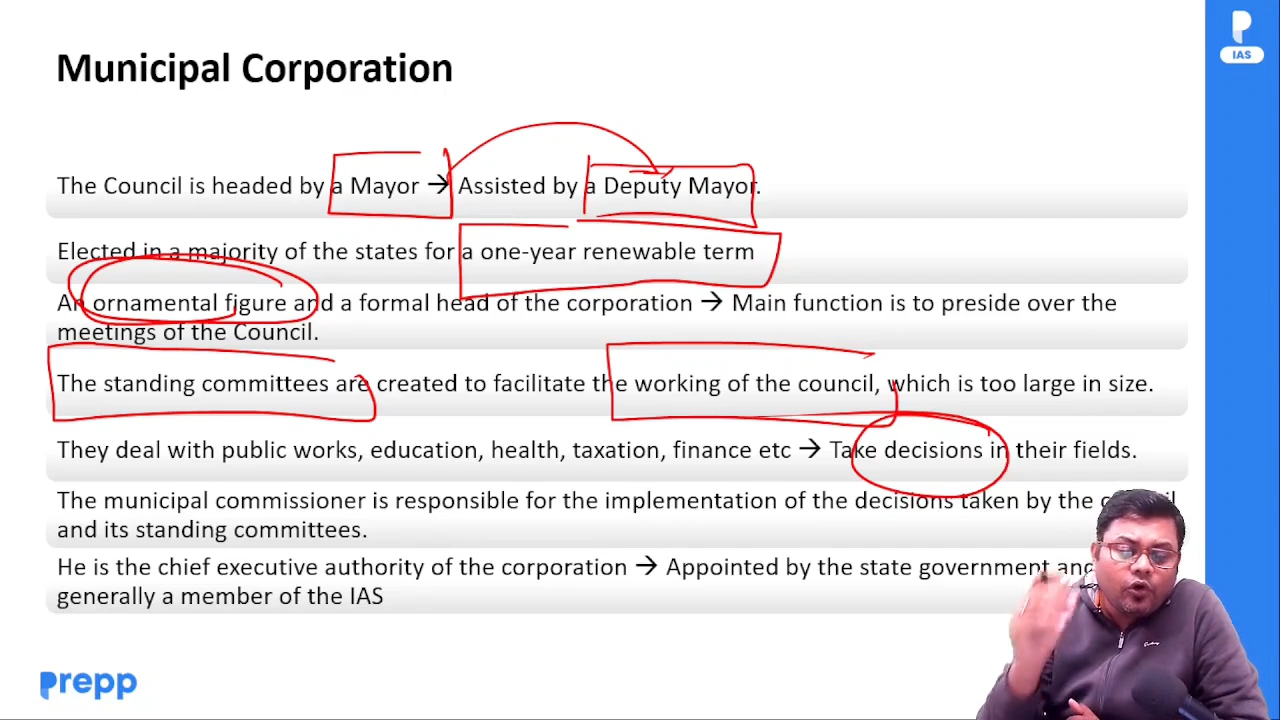 IAS
Municipal Corporation
The Council is headed by a Mayor → Assisted by a Deputy Mayor.
Elected in a majority of the states for a one-year renewable term
An ornamental figure and a formal head of the corporation → Main function is to preside over the
meetings of the Council.
The standing committees are created to facilitate the working of the council, which is too large in size.
They deal with public works, education, health, taxation, finance etc → Take decisions in their fields.
The municipal commissioner is responsible for the implementation of the decisions taken by the council
and its standing committees.
He is the chief executive authority of the corporation → Appointed by the state government and
generally a member of the IAS
prepp